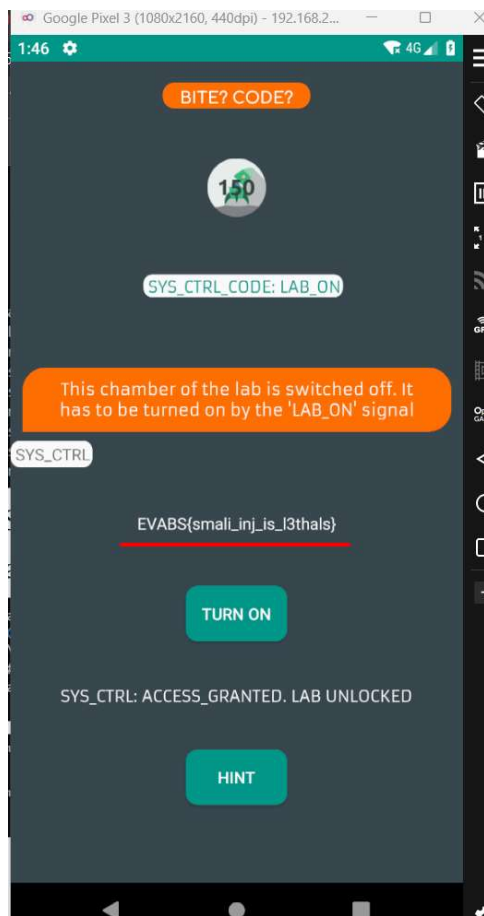 Google Pixel 3 (1080x2160, 440dpi) - 192.168.2...
1:46 4G
BITE? CODE?
150
SYS_CTRL_CODE: LAB_ON
This chamber of the lab is switched off. It
has to be turned on by the 'LAB_ON' signal
SYS_CTRL
EVABS{smali_inj_is_l3thals}
TURN ON
SYS_CTRL: ACCESS_GRANTED. LAB UNLOCKED
HINT